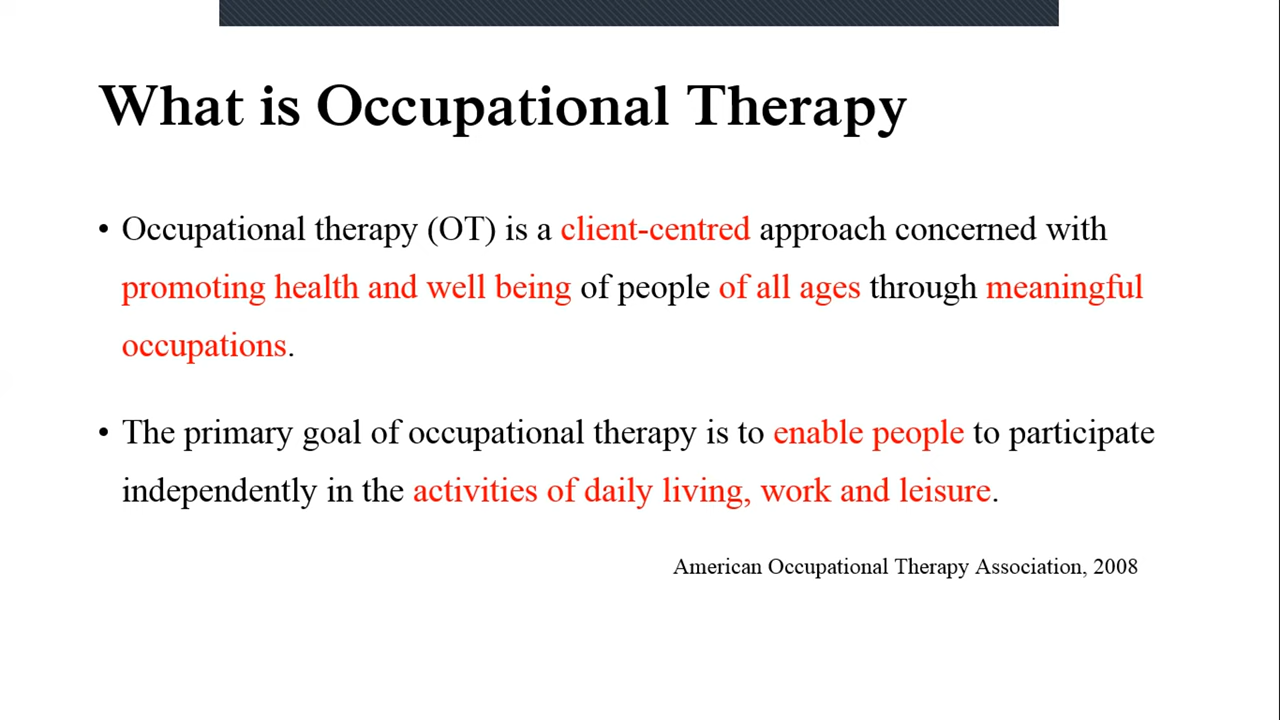 What is Occupational Therapy
• Occupational therapy (OT) is a client-centred approach concerned with
promoting health and well being of people of all ages through meaningful
occupations.
• The primary goal of occupational therapy is to enable people to participate
independently in the activities of daily living, work and leisure.
American Occupational Therapy Association, 2008